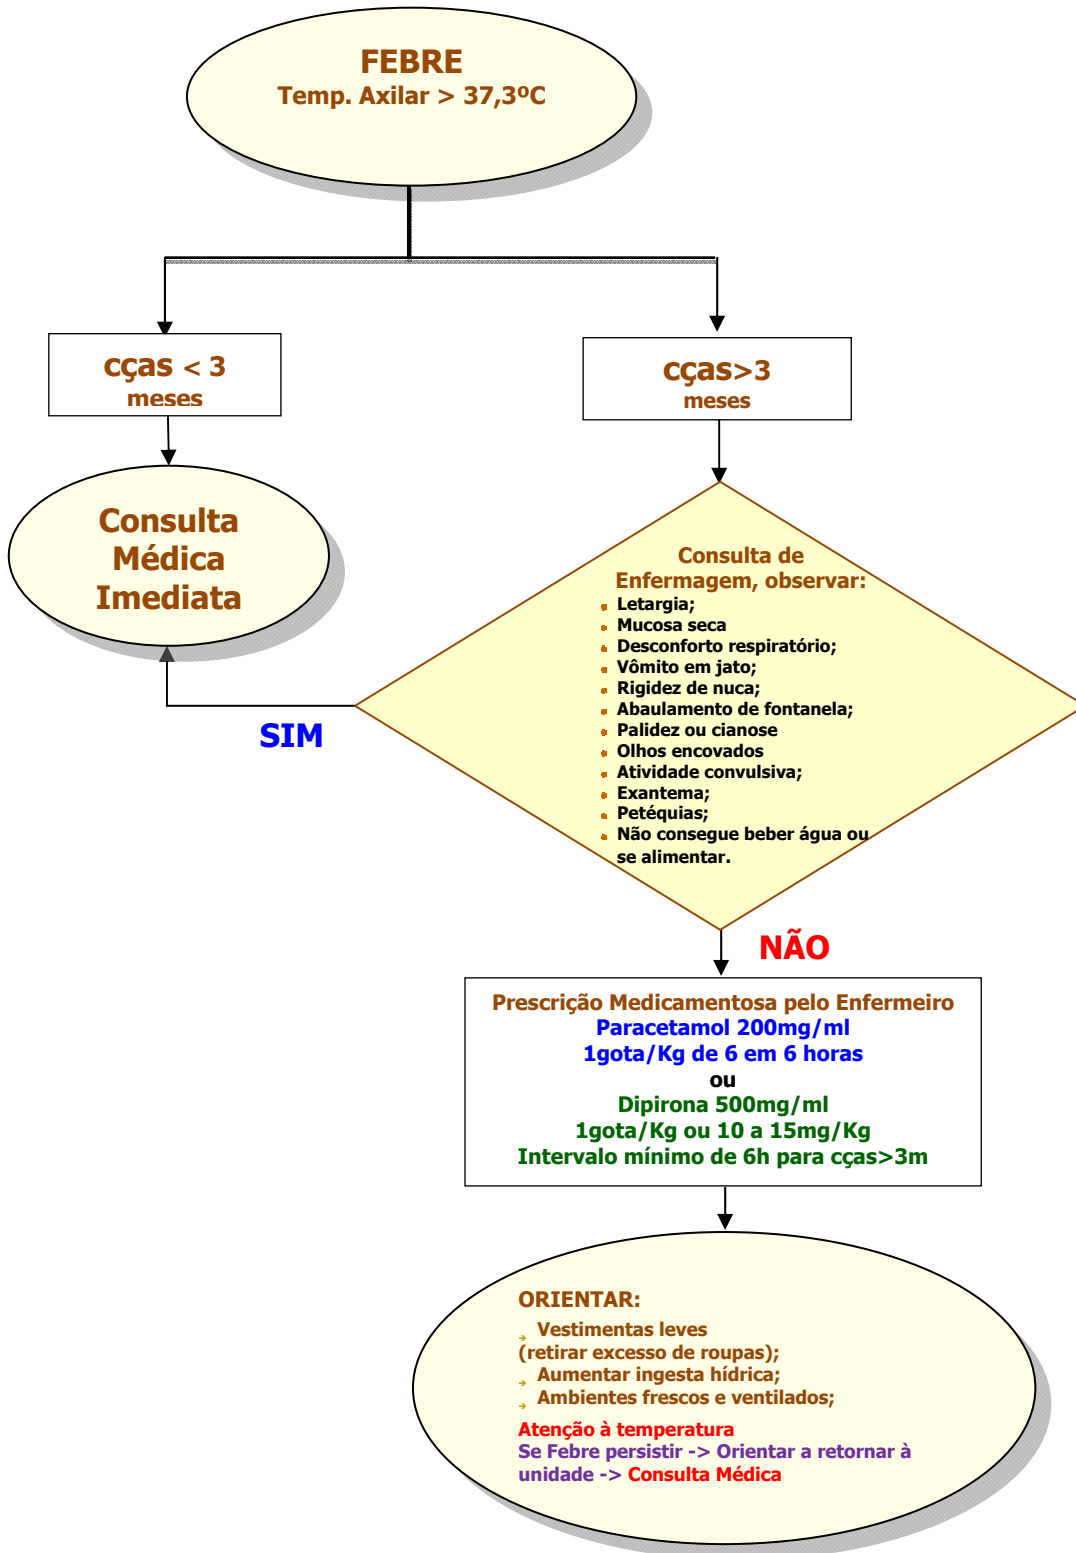 FEBRE
Temp. Axilar > 37,3ºC
cças < 3
meses
cças>3
meses
Consulta
Médica
Imediata
Consulta de
Enfermagem, observar:
Letargia;
Mucosa seca
Desconforto respiratório;
Vômito em jato;
Rigidez de nuca;
Abaulamento de fontanela;
Palidez ou cianose
Olhos encovados
Atividade convulsiva;
Exantema;
Petéquias;
Não consegue beber água ou
se alimentar.
SIM
NÃO
Prescrição Medicamentosa pelo Enfermeiro
Paracetamol 200mg/ml
1gota/Kg de 6 em 6 horas
ou
Dipirona 500mg/ml
1gota/Kg ou 10 a 15mg/Kg
Intervalo mínimo de 6h para cças>3m
ORIENTAR:
Vestimentas leves
(retirar excesso de roupas);
Aumentar ingesta hídrica;
Ambientes frescos e ventilados;
Atenção à temperatura
Se Febre persistir -> Orientar a retornar à
unidade -> Consulta Médica